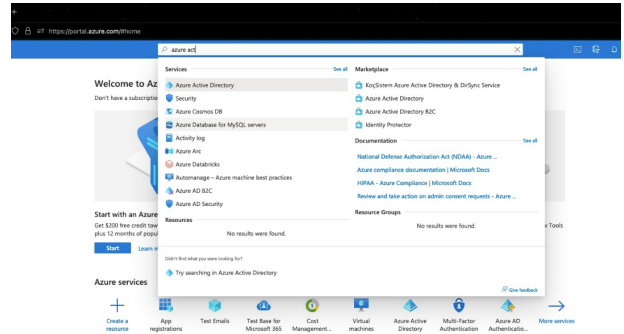 https://portal.azure.com/#home
azure act
Services
See all
Azure Active Directory
Security
Azure Cosmos DB
Azure Database for MySQL servers
Activity log
Azure Arc
Azure Databricks
Automanage – Azure machine best practices
Azure AD B2C
Azure AD Security
Resources
No results were found.
Marketplace
See all
KoçSistem Azure Active Directory & DirSync Service
Azure Active Directory
Azure Active Directory B2C
Identity Protector
Documentation
See all
National Defense Authorization Act (NDAA) - Azure ...
Azure compliance documentation | Microsoft Docs
HIPAA - Azure Compliance | Microsoft Docs
Review and take action on admin consent requests - Azure ...
Resource Groups
No results were found.
Didn't find what you were looking for?
Try searching in Azure Active Directory
Give feedback
Welcome to Az
Don't have a subscriptio
Start with an Azure
Get $200 free credit tow
plus 12 months of popul
Start
Learn m
y Tools
Azure services
Create a
resource
App
registrations
Test Emails
Test Base for
Microsoft 365
Cost
Management...
Virtual
machines
Azure Active
Directory
Multi-Factor
Authentication
Azure AD
Authenticatio...
More services